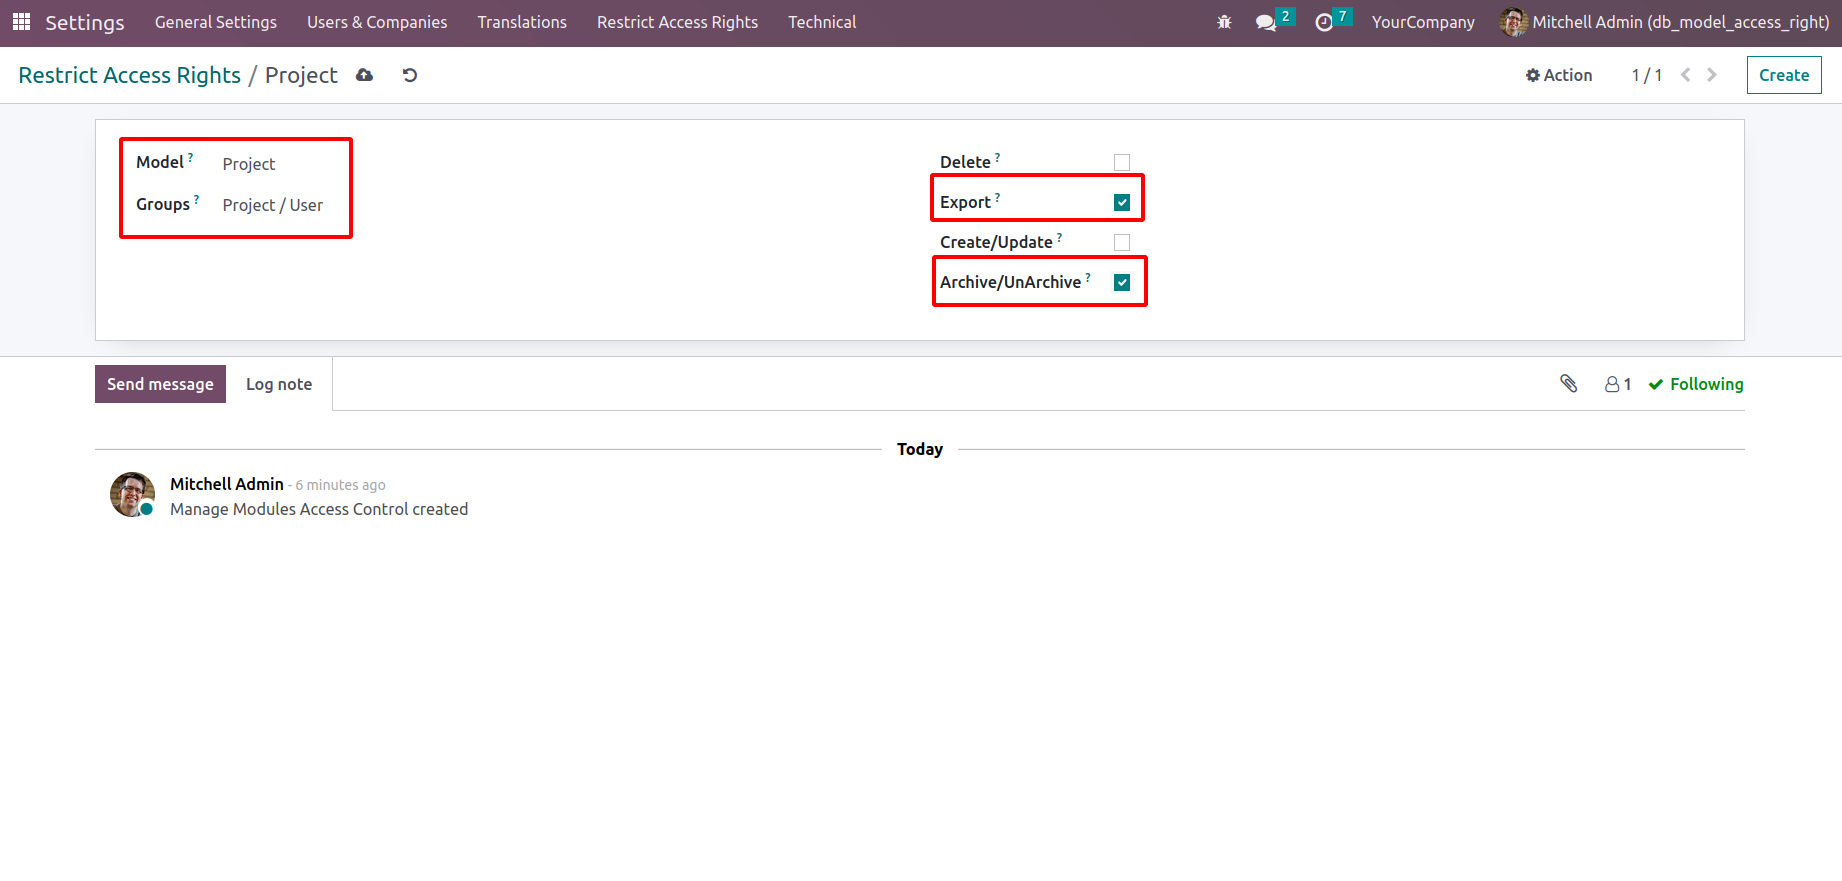 Settings General Settings Users & Companies Translations Restrict Access Rights Technical 2 7 YourCompany Mitchell Admin (db_model_access_right)
Restrict Access Rights / Project Action 1 / 1 Create
Model ? Project
Groups ? Project / User
Delete ?
Export ?
Create/Update ?
Archive/UnArchive ?
Send message Log note 1 Following
Today
Mitchell Admin - 6 minutes ago
Manage Modules Access Control created